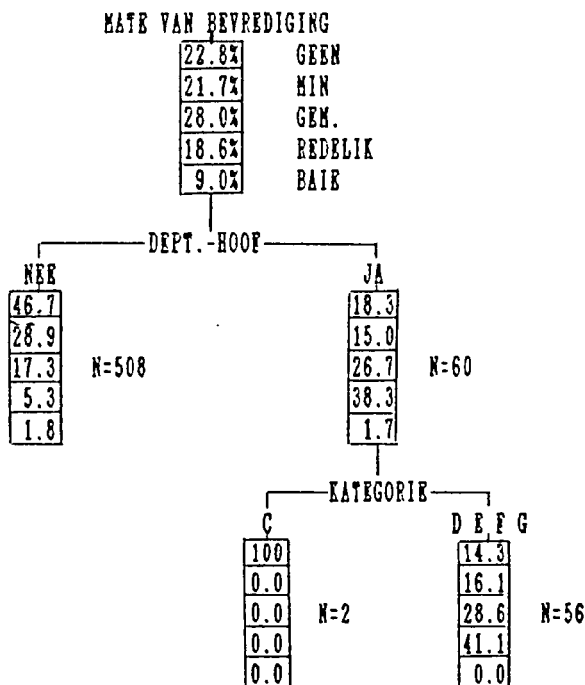 MATE VAN BEVREDIGING
22.8% GEEN
21.7% MIN
28.0% GEM.
18.6% REDELIK
9.0% BAIE
DEPT.-HOOF
NEE JA
46.7 18.3
28.9 15.0
17.3 N=508 26.7 N=60
5.3 38.3
1.8 1.7
KATEGORIE
C D E F G
100 14.3
0.0 16.1
0.0 N=2 28.6 N=56
0.0 41.1
0.0 0.0